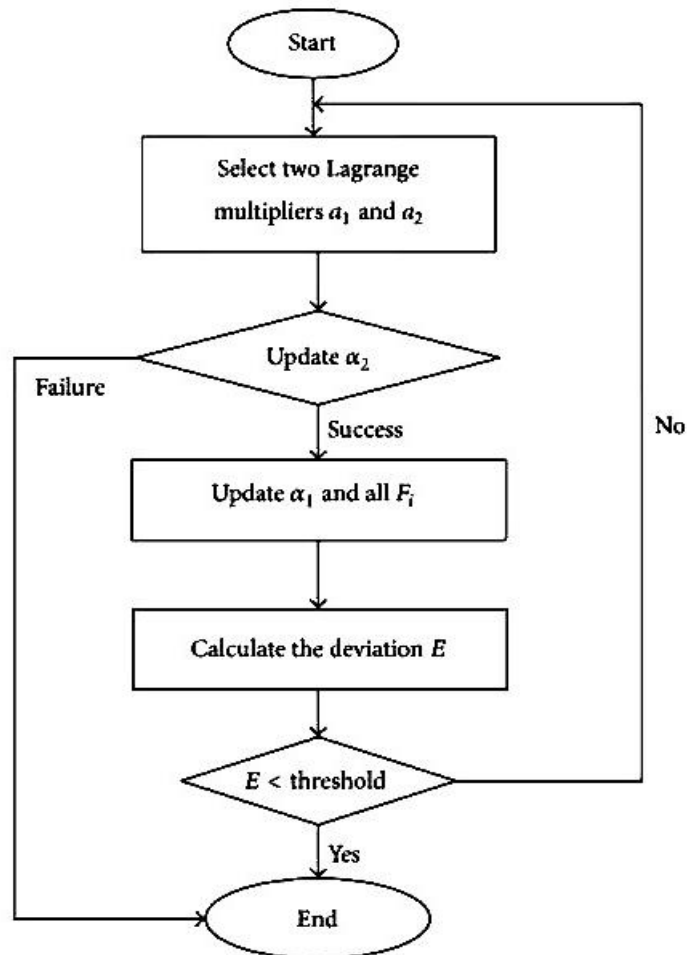 Start
Select two Lagrange
multipliers a₁ and a₂
Update α₂
Failure
Success
No
Update α₁ and all Fᵢ
Calculate the deviation E
E < threshold
Yes
End